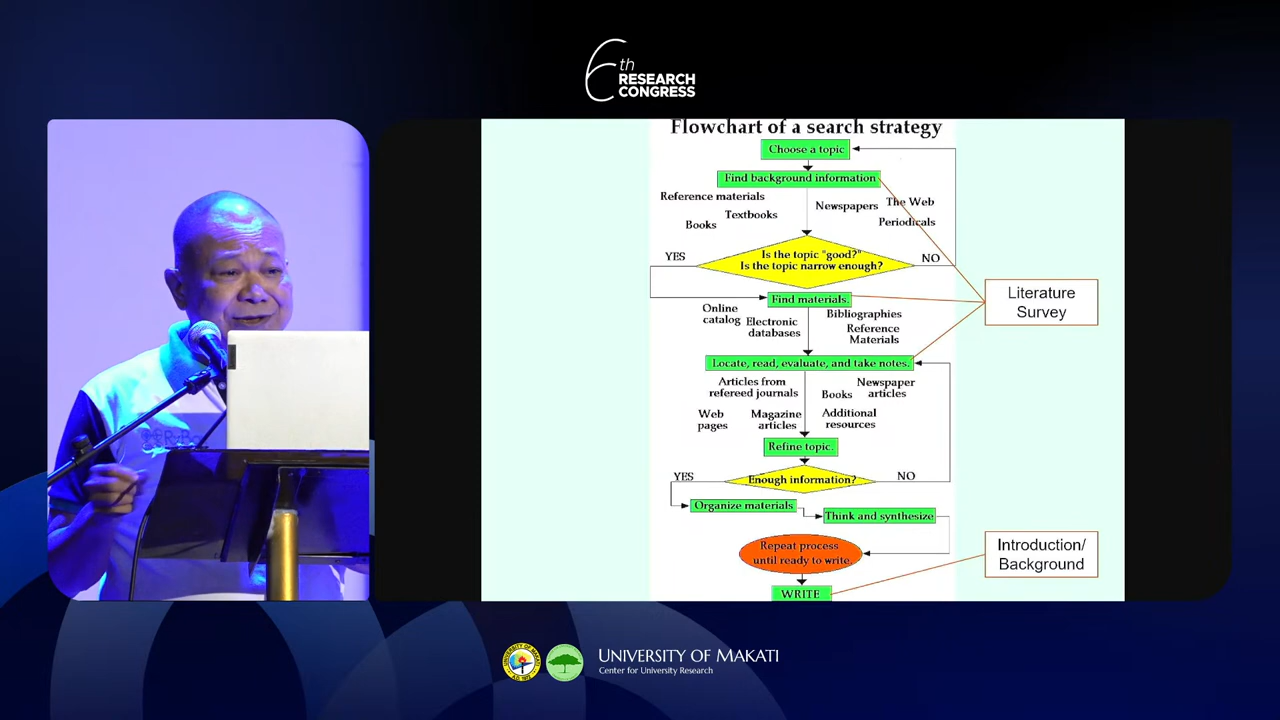 6th
RESEARCH
CONGRESS
Flowchart of a search strategy
Choose a topic
Find background information
Reference materials
Textbooks
Books
Newspapers
The Web
Periodicals
YES
Is the topic "good?"
Is the topic narrow enough?
NO
Find materials.
Online
catalog
Electronic
databases
Bibliographies
Reference
Materials
Literature
Survey
Locate, read, evaluate, and take notes.
Articles from
refereed journals
Books
Newspaper
articles
Web
pages
Magazine
articles
Additional
resources
Refine topic.
YES
Enough information?
NO
Organize materials
Think and synthesize
Repeat process
until ready to write.
WRITE
Introduction/
Background
UNIVERSITY OF MAKATI
Center for University Research